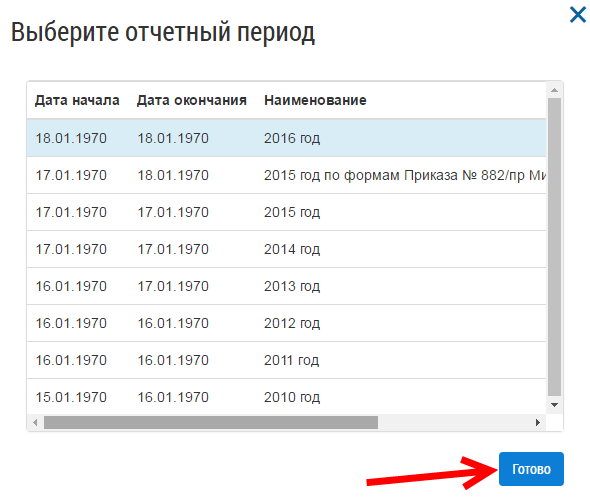 Выберите отчетный период
Дата начала Дата окончания Наименование
18.01.1970 18.01.1970 2016 год
17.01.1970 18.01.1970 2015 год по формам Приказа № 882/пр Ми
17.01.1970 17.01.1970 2015 год
17.01.1970 17.01.1970 2014 год
16.01.1970 17.01.1970 2013 год
16.01.1970 16.01.1970 2012 год
16.01.1970 16.01.1970 2011 год
15.01.1970 16.01.1970 2010 год
Готово